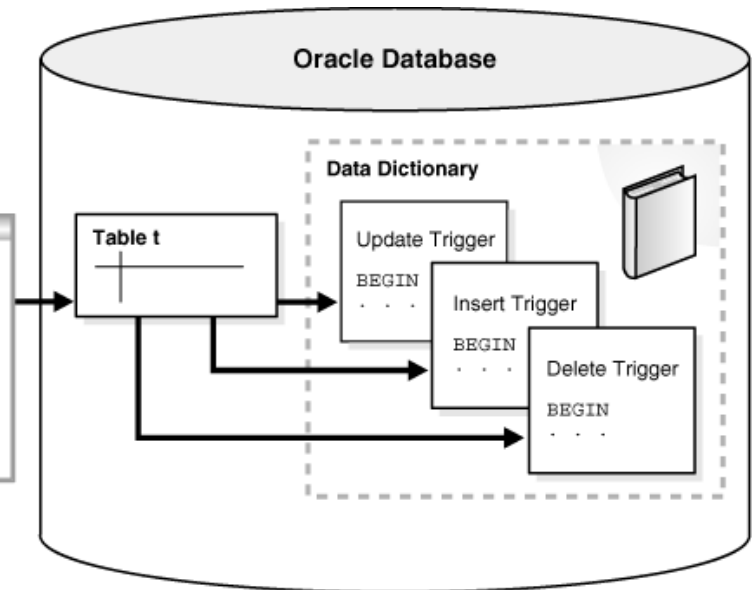 Oracle Database
Data Dictionary
Table t
Update Trigger
BEGIN
. . .
Insert Trigger
BEGIN
. . .
Delete Trigger
BEGIN
. . .